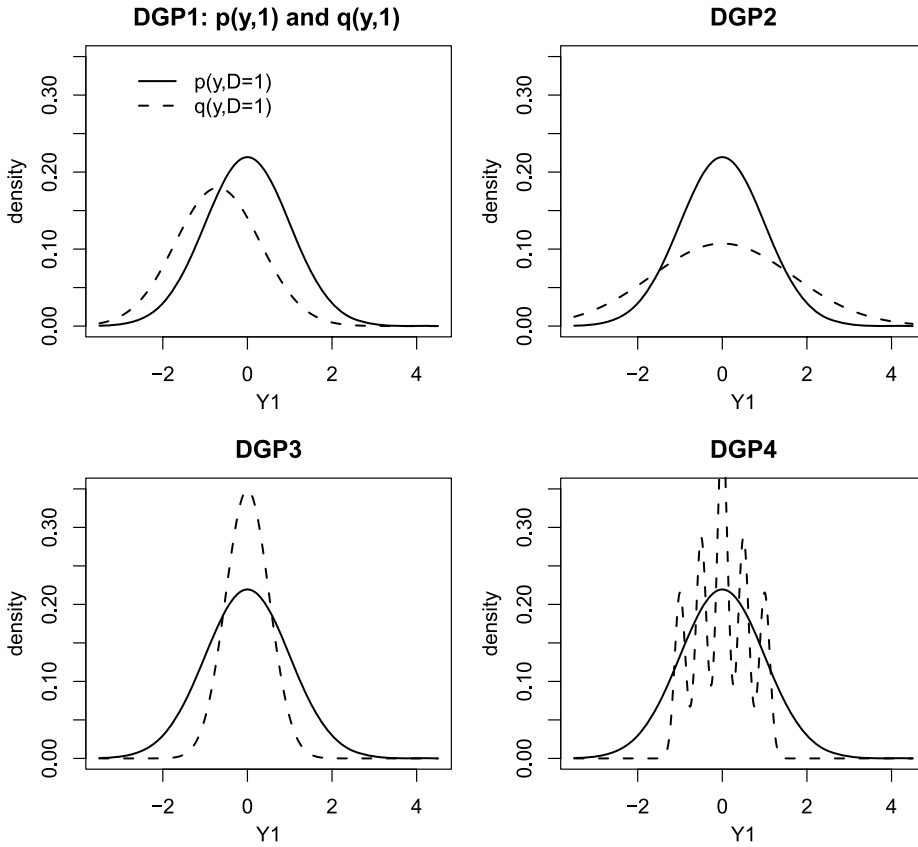 DGP1: p(y,1) and q(y,1)
density
0.00 0.10 0.20 0.30
p(y,D=1)
q(y,D=1)
−2 0 2 4
Y1
DGP2
density
0.00 0.10 0.20 0.30
−2 0 2 4
Y1
DGP3
density
0.00 0.10 0.20 0.30
−2 0 2 4
Y1
DGP4
density
0.00 0.10 0.20 0.30
−2 0 2 4
Y1